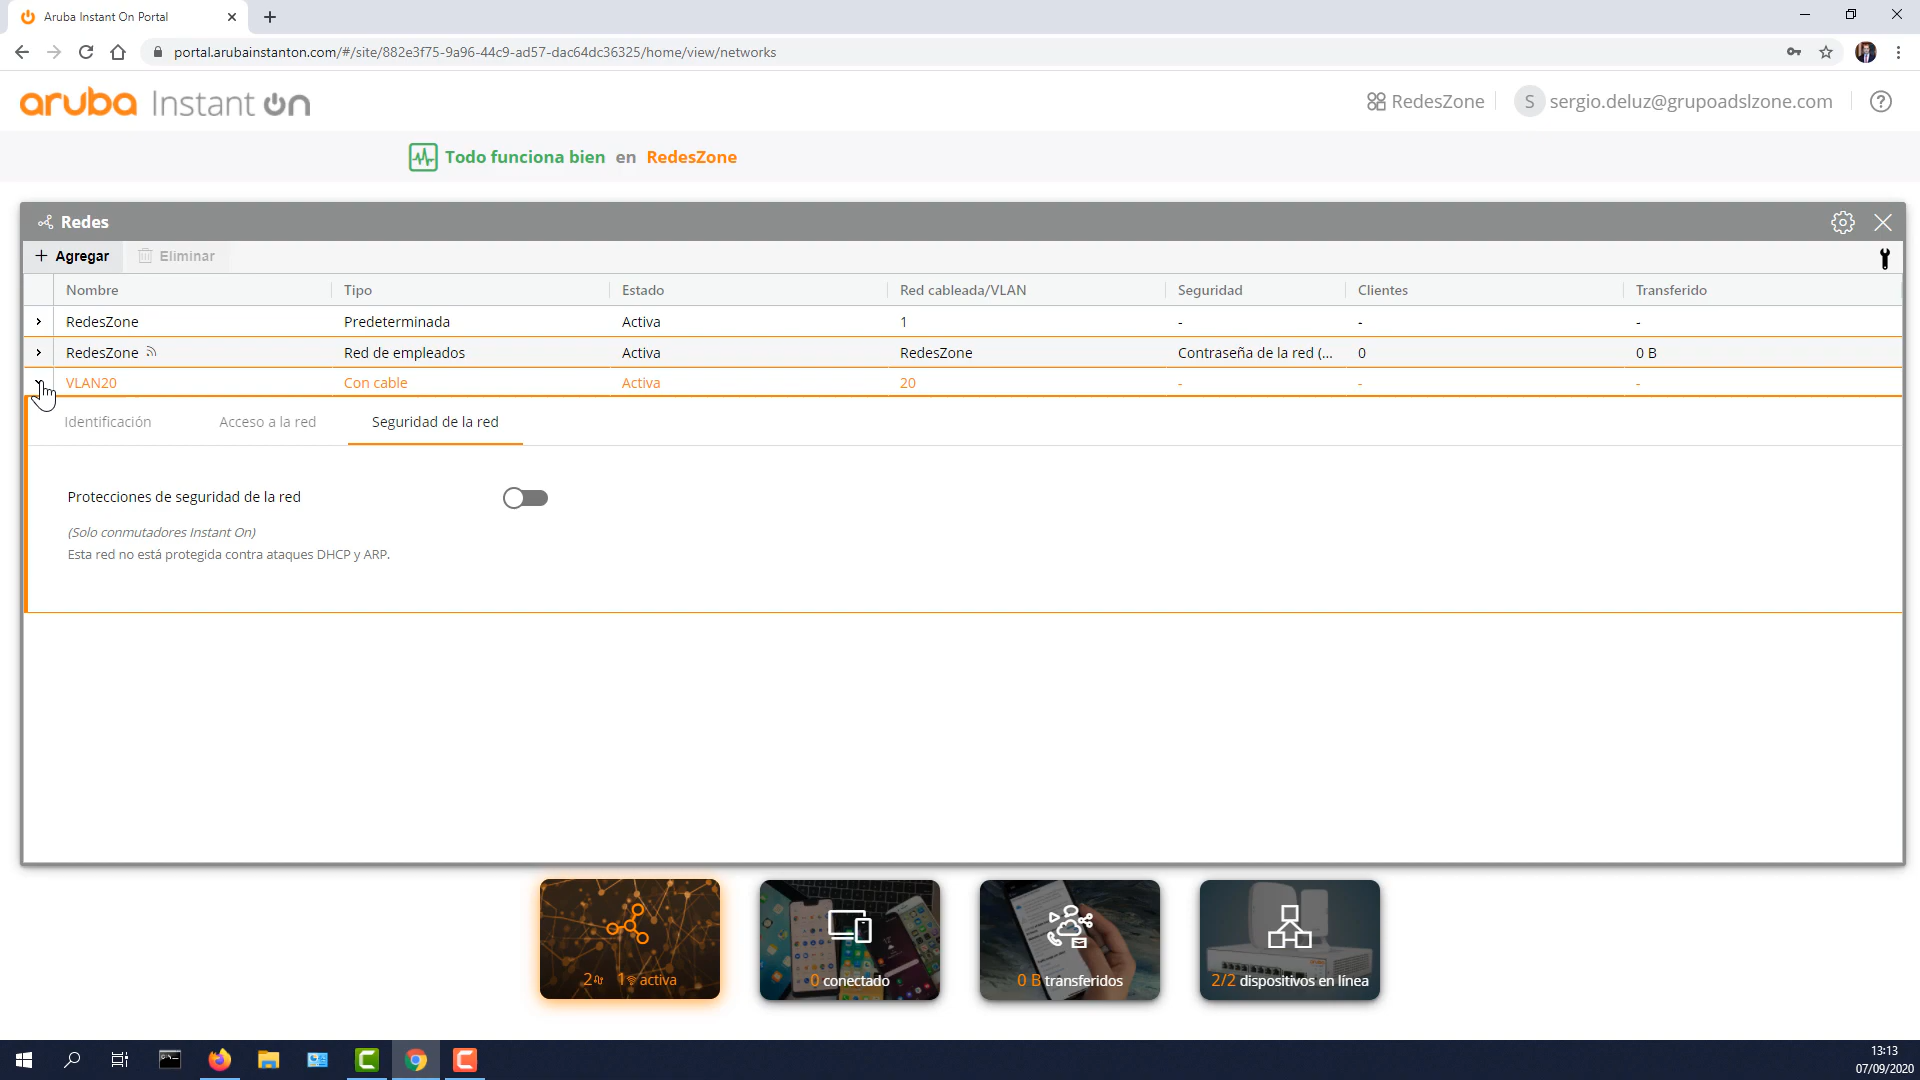 Aruba Instant On Portal
portal.arubainstanton.com/#/site/882e3f75-9a96-44c9-ad57-dac64dc36325/home/view/networks
aruba Instant On
RedesZone
S sergio.deluz@grupoadslzone.com
?
Todo funciona bien en RedesZone
Redes
+ Agregar
Eliminar
Nombre Tipo Estado Red cableada/VLAN Seguridad Clientes Transferido
RedesZone Predeterminada Activa 1 - - -
RedesZone Red de empleados Activa RedesZone Contraseña de la red (... 0 0 B
VLAN20 Con cable Activa 20 - - -
Identificación Acceso a la red Seguridad de la red
Protecciones de seguridad de la red
(Solo conmutadores Instant On)
Esta red no está protegida contra ataques DHCP y ARP.
2 1 activa
0 conectado
0 B transferidos
2/2 dispositivos en línea
13:13
07/09/2020